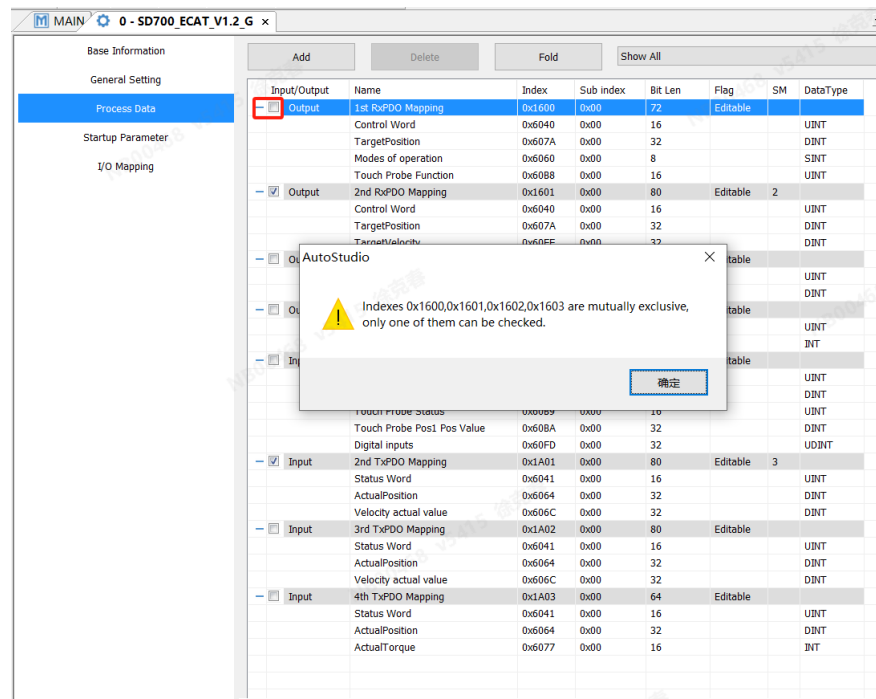 MAIN 0 - SD700_ECAT_V1.2_G ×
Base Information
General Setting
Process Data
Startup Parameter
I/O Mapping
Add Delete Fold Show All
Input/Output Name Index Sub index Bit Len Flag SM DataType
Output 1st RxPDO Mapping 0x1600 0x00 72 Editable
Control Word 0x6040 0x00 16 UINT
TargetPosition 0x607A 0x00 32 DINT
Modes of operation 0x6060 0x00 8 SINT
Touch Probe Function 0x60B8 0x00 16 UINT
Output 2nd RxPDO Mapping 0x1601 0x00 80 Editable 2
Control Word 0x6040 0x00 16 UINT
TargetPosition 0x607A 0x00 32 DINT
TargetVelocity 0x60FF 0x00 32 DINT
UINT
DINT
UINT
INT
UINT
DINT
AutoStudio
Indexes 0x1600,0x1601,0x1602,0x1603 are mutually exclusive,
only one of them can be checked.
确定
Touch Probe Status 0x60B9 0x00 16 UINT
Touch Probe Pos1 Pos Value 0x60BA 0x00 32 DINT
Digital inputs 0x60FD 0x00 32 UDINT
Input 2nd TxPDO Mapping 0x1A01 0x00 80 Editable 3
Status Word 0x6041 0x00 16 UINT
ActualPosition 0x6064 0x00 32 DINT
Velocity actual value 0x606C 0x00 32 DINT
Input 3rd TxPDO Mapping 0x1A02 0x00 80 Editable
Status Word 0x6041 0x00 16 UINT
ActualPosition 0x6064 0x00 32 DINT
Velocity actual value 0x606C 0x00 32 DINT
Input 4th TxPDO Mapping 0x1A03 0x00 64 Editable
Status Word 0x6041 0x00 16 UINT
ActualPosition 0x6064 0x00 32 DINT
ActualTorque 0x6077 0x00 16 INT